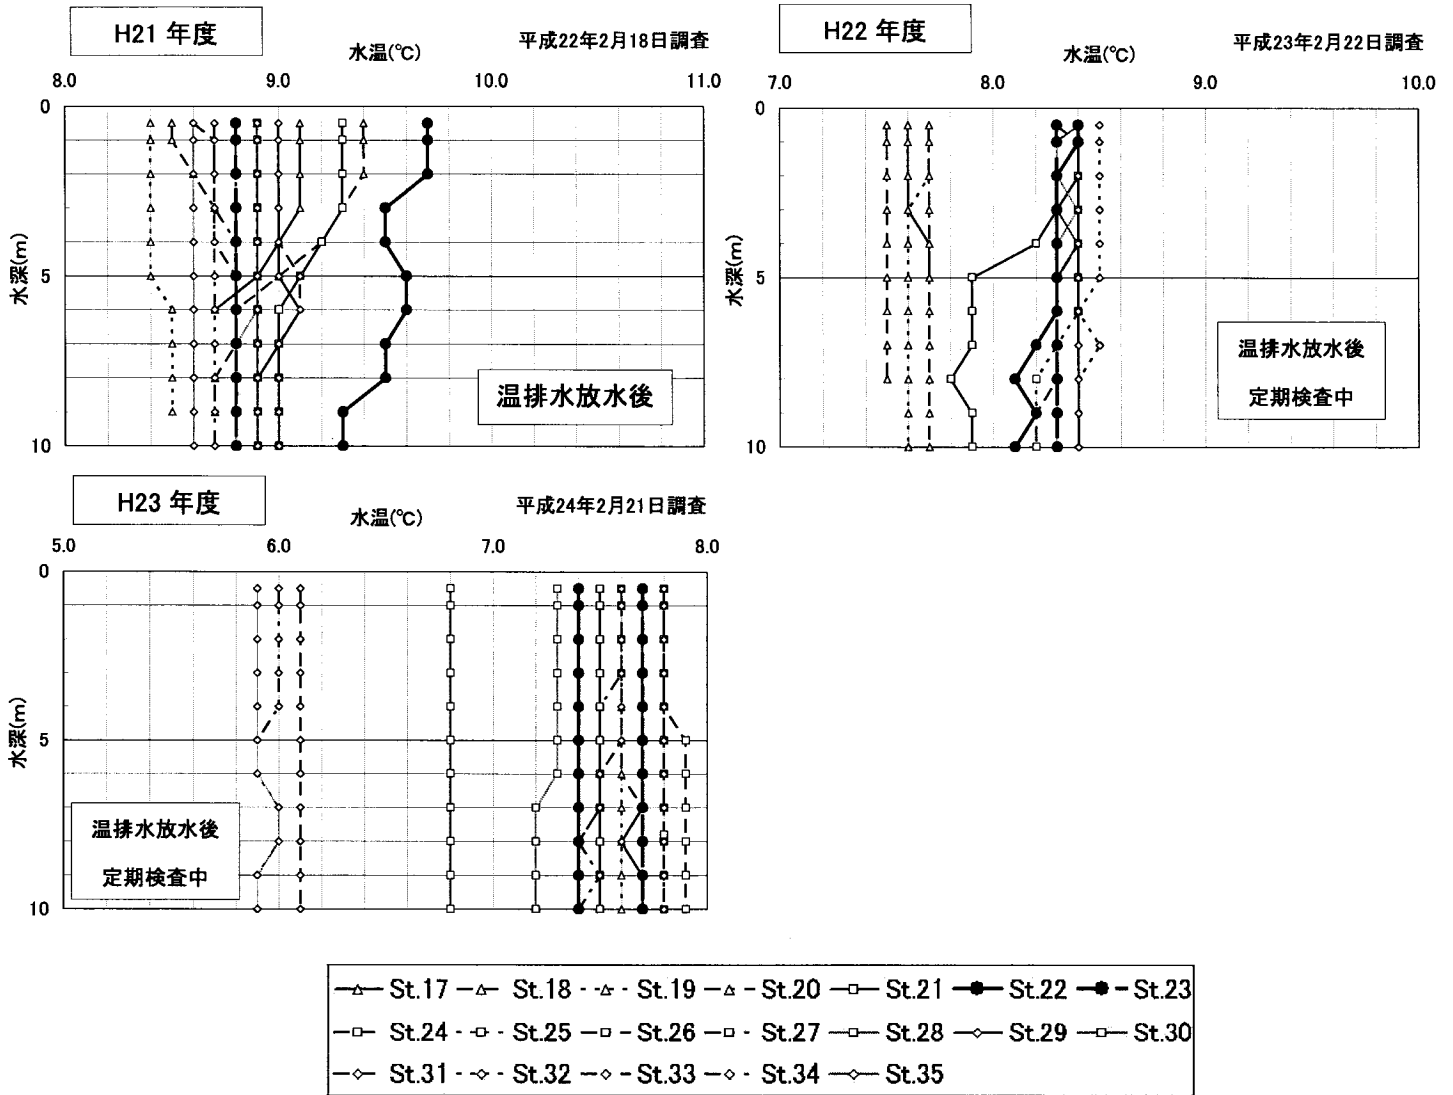 H21 年度
水温(℃)
平成22年2月18日調査
8.0 9.0 10.0 11.0
0
5
10
水深(m)
温排水放水後
H22 年度
水温(℃)
平成23年2月22日調査
7.0 8.0 9.0 10.0
0
5
10
水深(m)
温排水放水後
定期検査中
H23 年度
水温(℃)
平成24年2月21日調査
5.0 6.0 7.0 8.0
0
5
10
水深(m)
温排水放水後
定期検査中
St.17 St.18 St.19 St.20 St.21 St.22 St.23
St.24 St.25 St.26 St.27 St.28 St.29 St.30
St.31 St.32 St.33 St.34 St.35